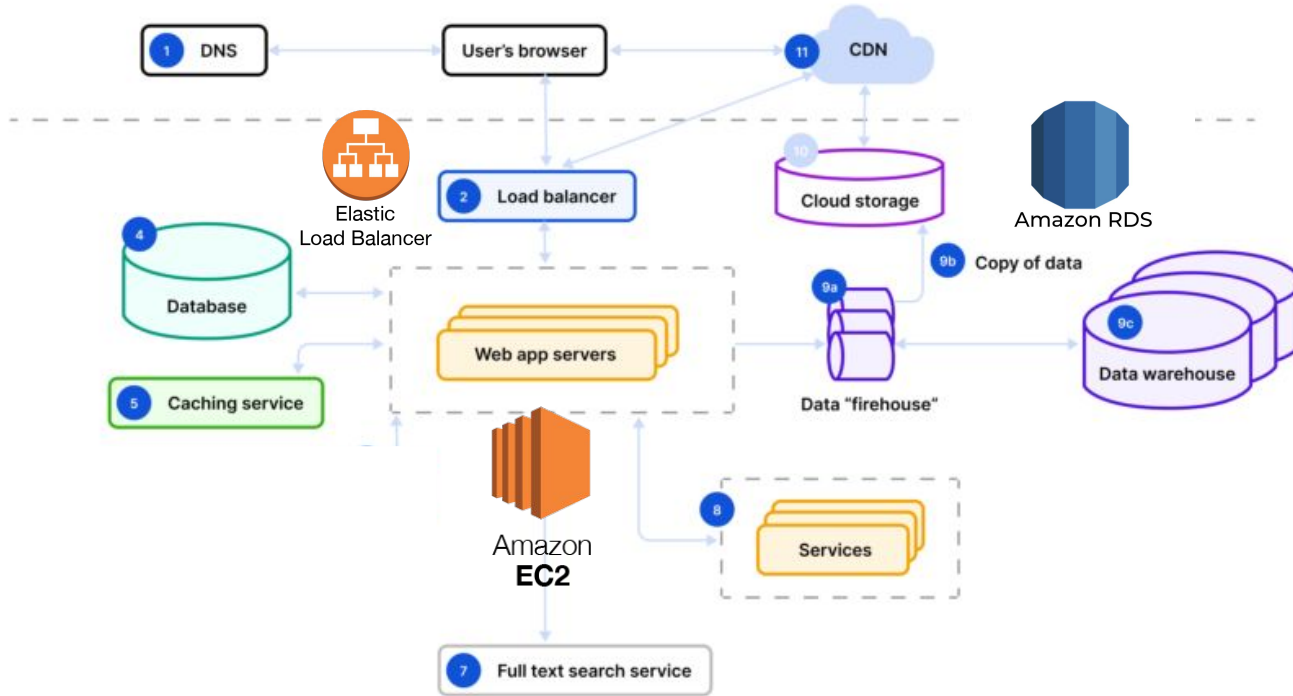 1 DNS
User's browser
11 CDN
Elastic
Load Balancer
2 Load balancer
10
Cloud storage
Amazon RDS
4
Database
9b Copy of data
9a
9c
Web app servers
Data warehouse
5 Caching service
Data "firehouse"
8
Services
Amazon
EC2
7 Full text search service